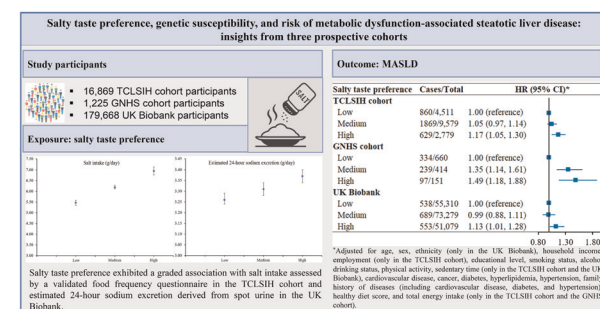 Salty taste preference, genetic susceptibility, and risk of metabolic dysfunction-associated steatotic liver disease:
insights from three prospective cohorts
Study participants
16,869 TCLSIH cohort participants
1,225 GNHS cohort participants
179,668 UK Biobank participants
SALT
Exposure: salty taste preference
Salt intake (g/day)
Low Medium High
Estimated 24-hour sodium excretion (g/day)
Low Medium High
Salty taste preference exhibited a graded association with salt intake assessed
by a validated food frequency questionnaire in the TCLSIH cohort and
estimated 24-hour sodium excretion derived from spot urine in the UK
Biobank.
Outcome: MASLD
Salty taste preference Cases/Total HR (95% CI)*
TCLSIH cohort
Low 860/4,511 1.00 (reference)
Medium 1869/9,579 1.05 (0.97, 1.14)
High 629/2,779 1.17 (1.05, 1.30)
GNHS cohort
Low 334/660 1.00 (reference)
Medium 239/414 1.35 (1.14, 1.61)
High 97/151 1.49 (1.18, 1.88)
UK Biobank
Low 538/55,310 1.00 (reference)
Medium 689/73,279 0.99 (0.88, 1.11)
High 553/51,079 1.13 (1.01, 1.28)
0.80 1.30 1.80
*Adjusted for age, sex, ethnicity (only in the UK Biobank), household income,
employment (only in the TCLSIH cohort), educational level, smoking status, alcohol
drinking status, physical activity, sedentary time (only in the TCLSIH cohort and the UK
Biobank), cardiovascular disease, cancer, diabetes, hyperlipidemia, hypertension, family
history of diseases (including cardiovascular disease, diabetes, and hypertension),
healthy diet score, and total energy intake (only in the TCLSIH cohort and the GNHS
cohort).